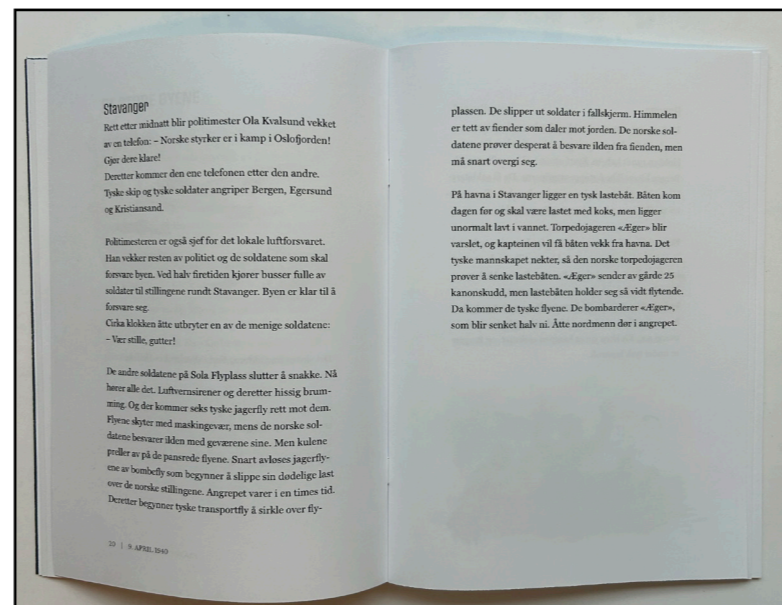 Stavanger
Rett etter midnatt blir politimester Ola Kvalsund vekket
av en telefon: – Norske styrker er i kamp i Oslofjorden!
Gjør dere klare!
Deretter kommer den ene telefonen etter den andre.
Tyske skip og tyske soldater angriper Bergen, Egersund
og Kristiansand.
Politimesteren er også sjef for det lokale luftforsvaret.
Han vekker resten av politiet og de soldatene som skal
forsvare byen. Ved halv firetiden kjører busser fulle av
soldater til stillingene rundt Stavanger. Byen er klar til å
forsvare seg.
Cirka klokken åtte utbryter en av de menige soldatene:
– Vær stille, gutter!
De andre soldatene på Sola Flyplass slutter å snakke. Nå
hører alle det. Luftvernsirener og deretter hissig brum-
ming. Og der kommer seks tyske jagerfly rett mot dem.
Flyene skyter med maskingevær, mens de norske sol-
datene besvarer ilden med geværene sine. Men kulene
preller av på de pansrede flyene. Snart avløses jagerfly-
ene av bombefly som begynner å slippe sin dødelige last
over de norske stillingene. Angrepet varer i en times tid.
Deretter begynner tyske transportfly å sirkle over fly-
20 | 9. APRIL 1940
plassen. De slipper ut soldater i fallskjerm. Himmelen
er tett av fiender som daler mot jorden. De norske sol-
datene prøver desperat å besvare ilden fra fienden, men
må snart overgi seg.
På havna i Stavanger ligger en tysk lastebåt. Båten kom
dagen før og skal være lastet med koks, men ligger
unormalt lavt i vannet. Torpedojageren «Æger» blir
varslet, og kapteinen vil få båten vekk fra havna. Det
tyske mannskapet nekter, så den norske torpedojageren
prøver å senke lastebåten. «Æger» sender av gårde 25
kanonskudd, men lastebåten holder seg så vidt flytende.
Da kommer de tyske flyene. De bombarderer «Æger»,
som blir senket halv ni. Åtte nordmenn dør i angrepet.